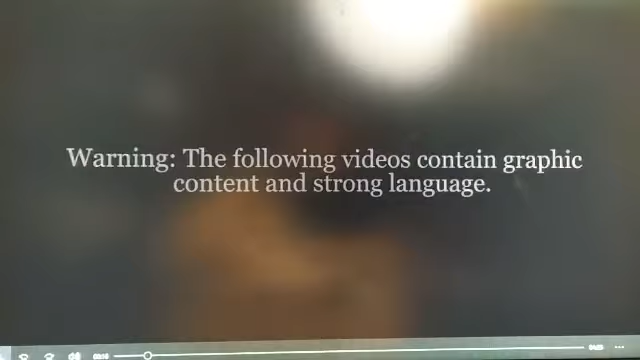 Warning: The following videos contain graphic
content and strong language.